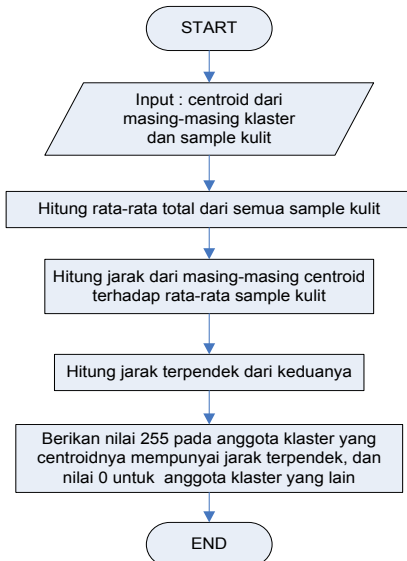 START
Input : centroid dari
masing-masing klaster
dan sample kulit
Hitung rata-rata total dari semua sample kulit
Hitung jarak dari masing-masing centroid
terhadap rata-rata sample kulit
Hitung jarak terpendek dari keduanya
Berikan nilai 255 pada anggota klaster yang
centroidnya mempunyai jarak terpendek, dan
nilai 0 untuk anggota klaster yang lain
END